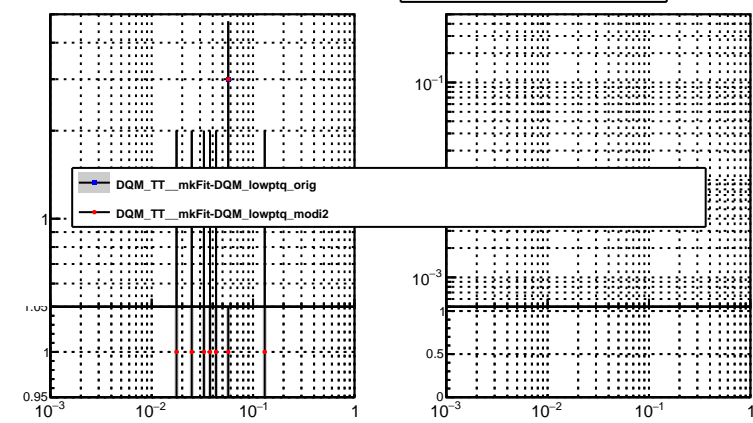 10⁻¹
DQM_TT__mkFit-DQM_lowptq_orig
DQM_TT__mkFit-DQM_lowptq_modi2
1
10⁻³
1.05
1
1
0.5
0.95
0
10⁻³ 10⁻² 10⁻¹ 1
10⁻³ 10⁻² 10⁻¹ 1